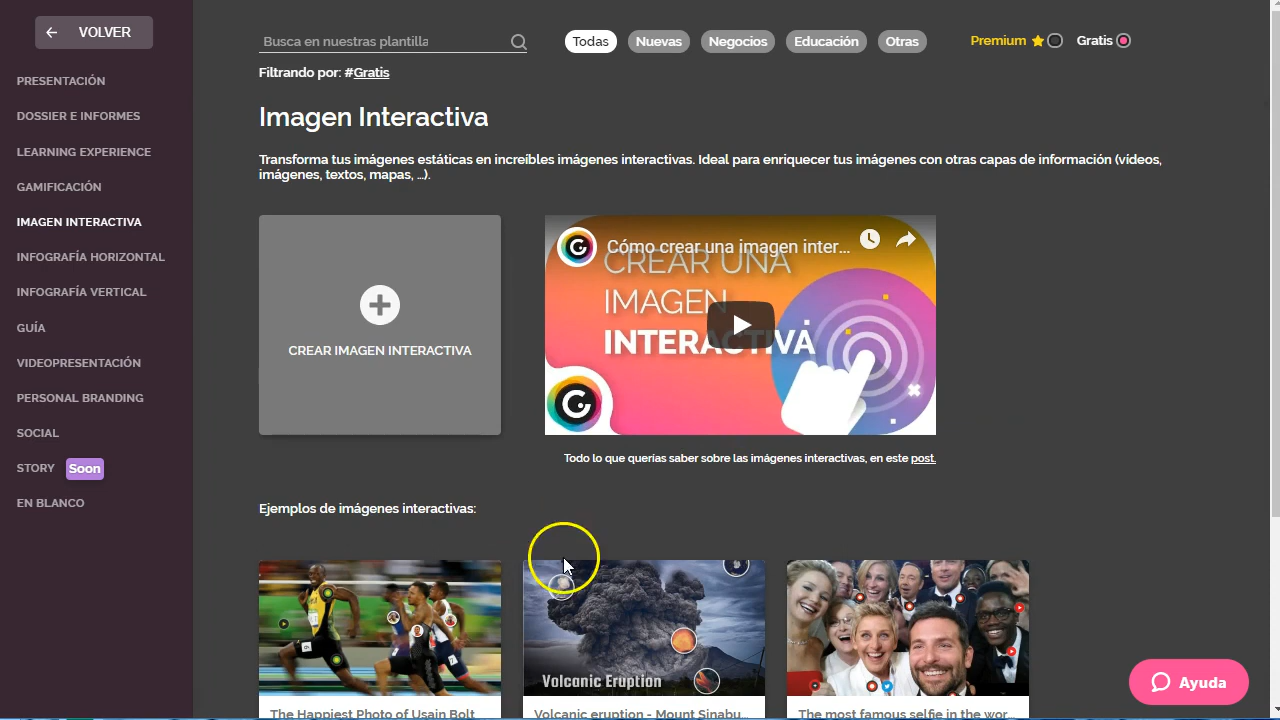 VOLVER
PRESENTACIÓN
DOSSIER E INFORMES
LEARNING EXPERIENCE
GAMIFICACIÓN
IMAGEN INTERACTIVA
INFOGRAFÍA HORIZONTAL
INFOGRAFÍA VERTICAL
GUÍA
VIDEOPRESENTACIÓN
PERSONAL BRANDING
SOCIAL
STORY Soon
EN BLANCO
Busca en nuestras plantilla
Todas Nuevas Negocios Educación Otras Premium Gratis
Filtrando por: #Gratis
Imagen Interactiva
Transforma tus imágenes estáticas en increíbles imágenes interactivas. Ideal para enriquecer tus imágenes con otras capas de información (vídeos,
imágenes, textos, mapas, ...).
CREAR IMAGEN INTERACTIVA
Cómo crear una imagen inter...
CREAR UNA
IMAGEN
INTERACTIVA
Todo lo que querías saber sobre las imágenes interactivas, en este post.
Ejemplos de imágenes interactivas:
Volcanic Eruption
The Happiest Photo of Usain Bolt
Volcanic eruption - Mount Sinabu...
The most famous selfie in the wor...
Ayuda